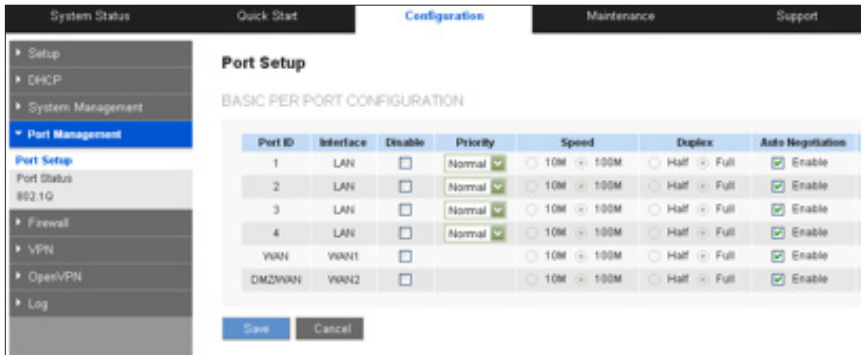 System Status Quick Start Configuration Maintenance Support
Setup
DHCP
System Management
Port Management
Port Setup
Port Status
802.1Q
Firewall
VPN
OpenVPN
Log
Port Setup
BASIC PER PORT CONFIGURATION
Port ID Interface Disable Priority Speed Duplex Auto Negotiation
1 LAN Normal 10M 100M Half Full Enable
2 LAN Normal 10M 100M Half Full Enable
3 LAN Normal 10M 100M Half Full Enable
4 LAN Normal 10M 100M Half Full Enable
WAN WAN1 10M 100M Half Full Enable
DMZ/WAN WAN2 10M 100M Half Full Enable
Save Cancel